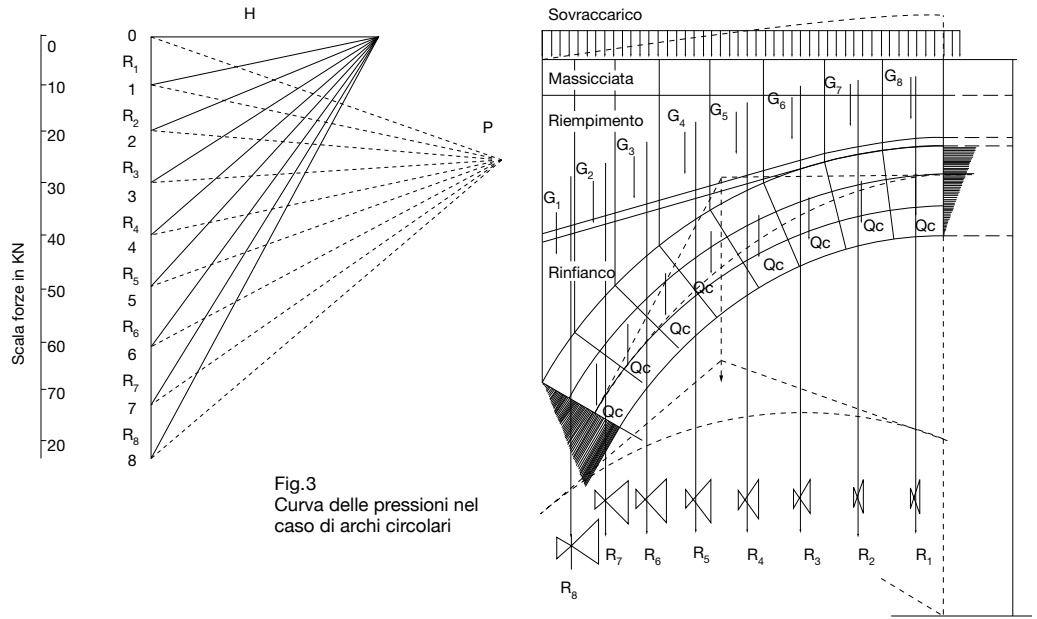 H
0
R1
1
R2
2
R3
3
R4
4
R5
5
R6
6
R7
7
R8
8
P
Scala forze in KN
0
10
20
30
40
50
60
70
20
Fig.3
Curva delle pressioni nel
caso di archi circolari
Sovraccarico
Massicciata
Riempimento
Rinfianco
G1
G2
G3
G4
G5
G6
G7
G8
Qc
Qc
Qc
Qc
Qc
Qc
Qc
Qc
R8
R7
R6
R5
R4
R3
R2
R1